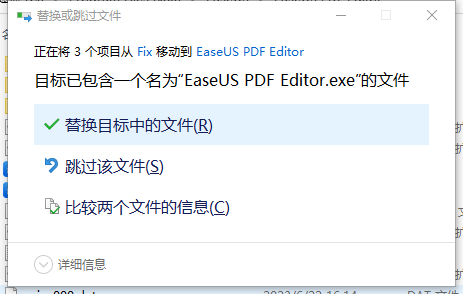 替换或跳过文件
正在将 3 个项目从 Fix 移动到 EaseUS PDF Editor
目标已包含一个名为“EaseUS PDF Editor.exe”的文件
替换目标中的文件(R)
跳过该文件(S)
比较两个文件的信息(C)
详细信息